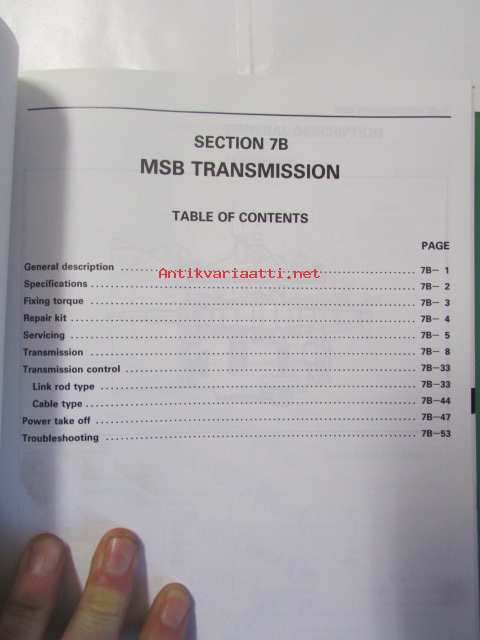 SECTION 7B
MSB TRANSMISSION
TABLE OF CONTENTS
PAGE
General description 7B— 1
Antikvariaatti.net
Specifications 7B— 2
Fixing torque 7B— 3
Repair kit 7B— 4
Servicing 7B— 5
Transmission 7B— 8
Transmission control 7B—33
Link rod type 7B—33
Cable type 7B—44
Power take off 7B—47
Troubleshooting 7B—53